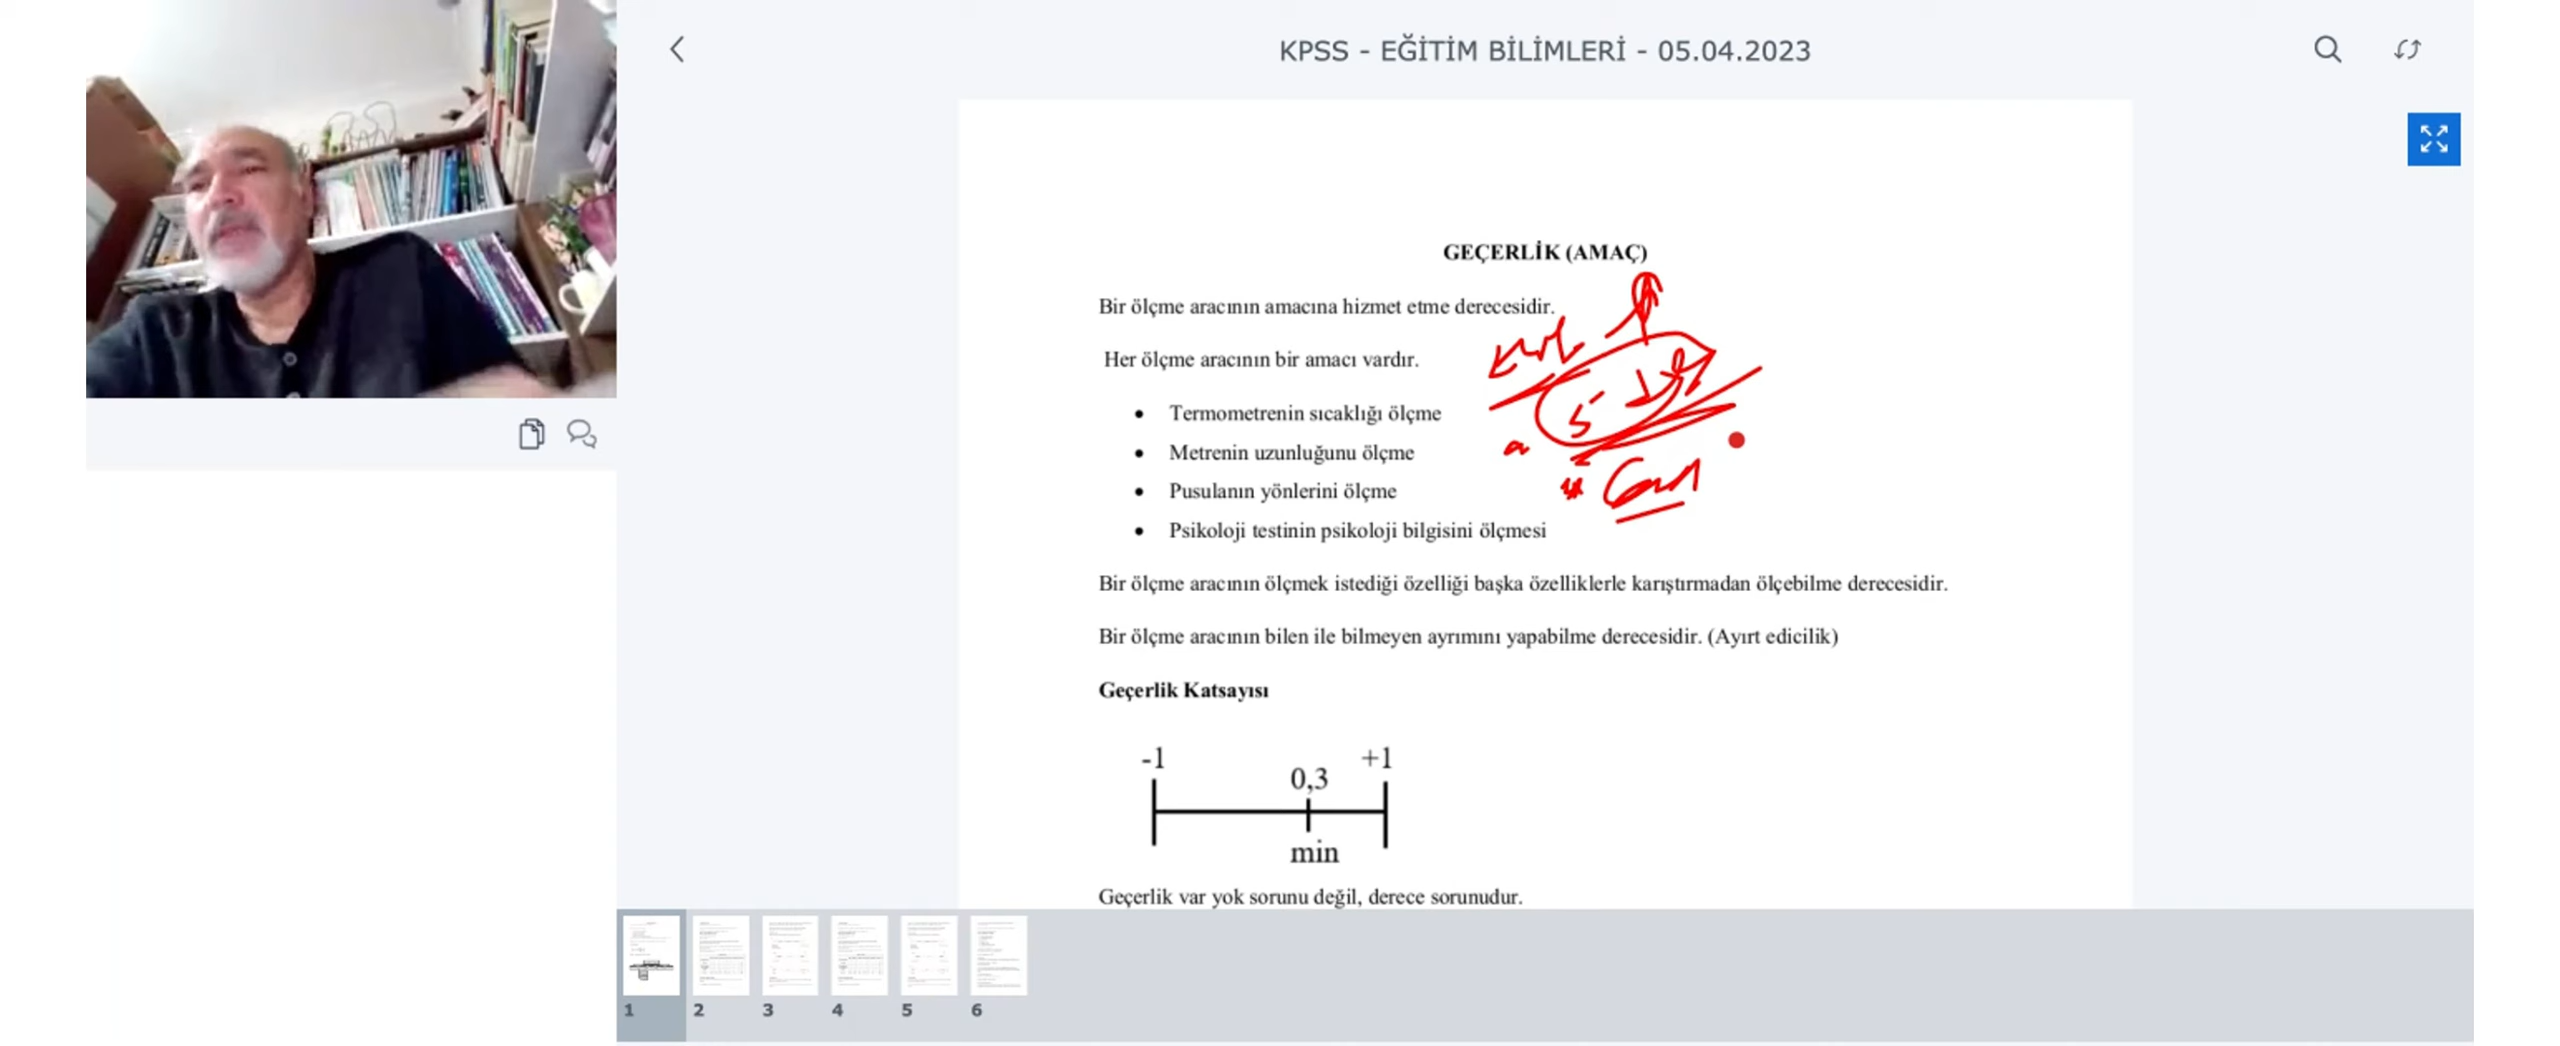 KPSS - EĞİTİM BİLİMLERİ - 05.04.2023
GEÇERLİK (AMAÇ)
Bir ölçme aracının amacına hizmet etme derecesidir.
Her ölçme aracının bir amacı vardır.
• Termometrenin sıcaklığı ölçme
• Metrenin uzunluğunu ölçme
• Pusulanın yönlerini ölçme
• Psikoloji testinin psikoloji bilgisini ölçmesi
Bir ölçme aracının ölçmek istediği özelliği başka özelliklerle karıştırmadan ölçebilme derecesidir.
Bir ölçme aracının bilen ile bilmeyen ayrımını yapabilme derecesidir. (Ayırt edicilik)
Geçerlik Katsayısı
-1 0,3 +1
min
Geçerlik var yok sorunu değil, derece sorunudur.
1 2 3 4 5 6